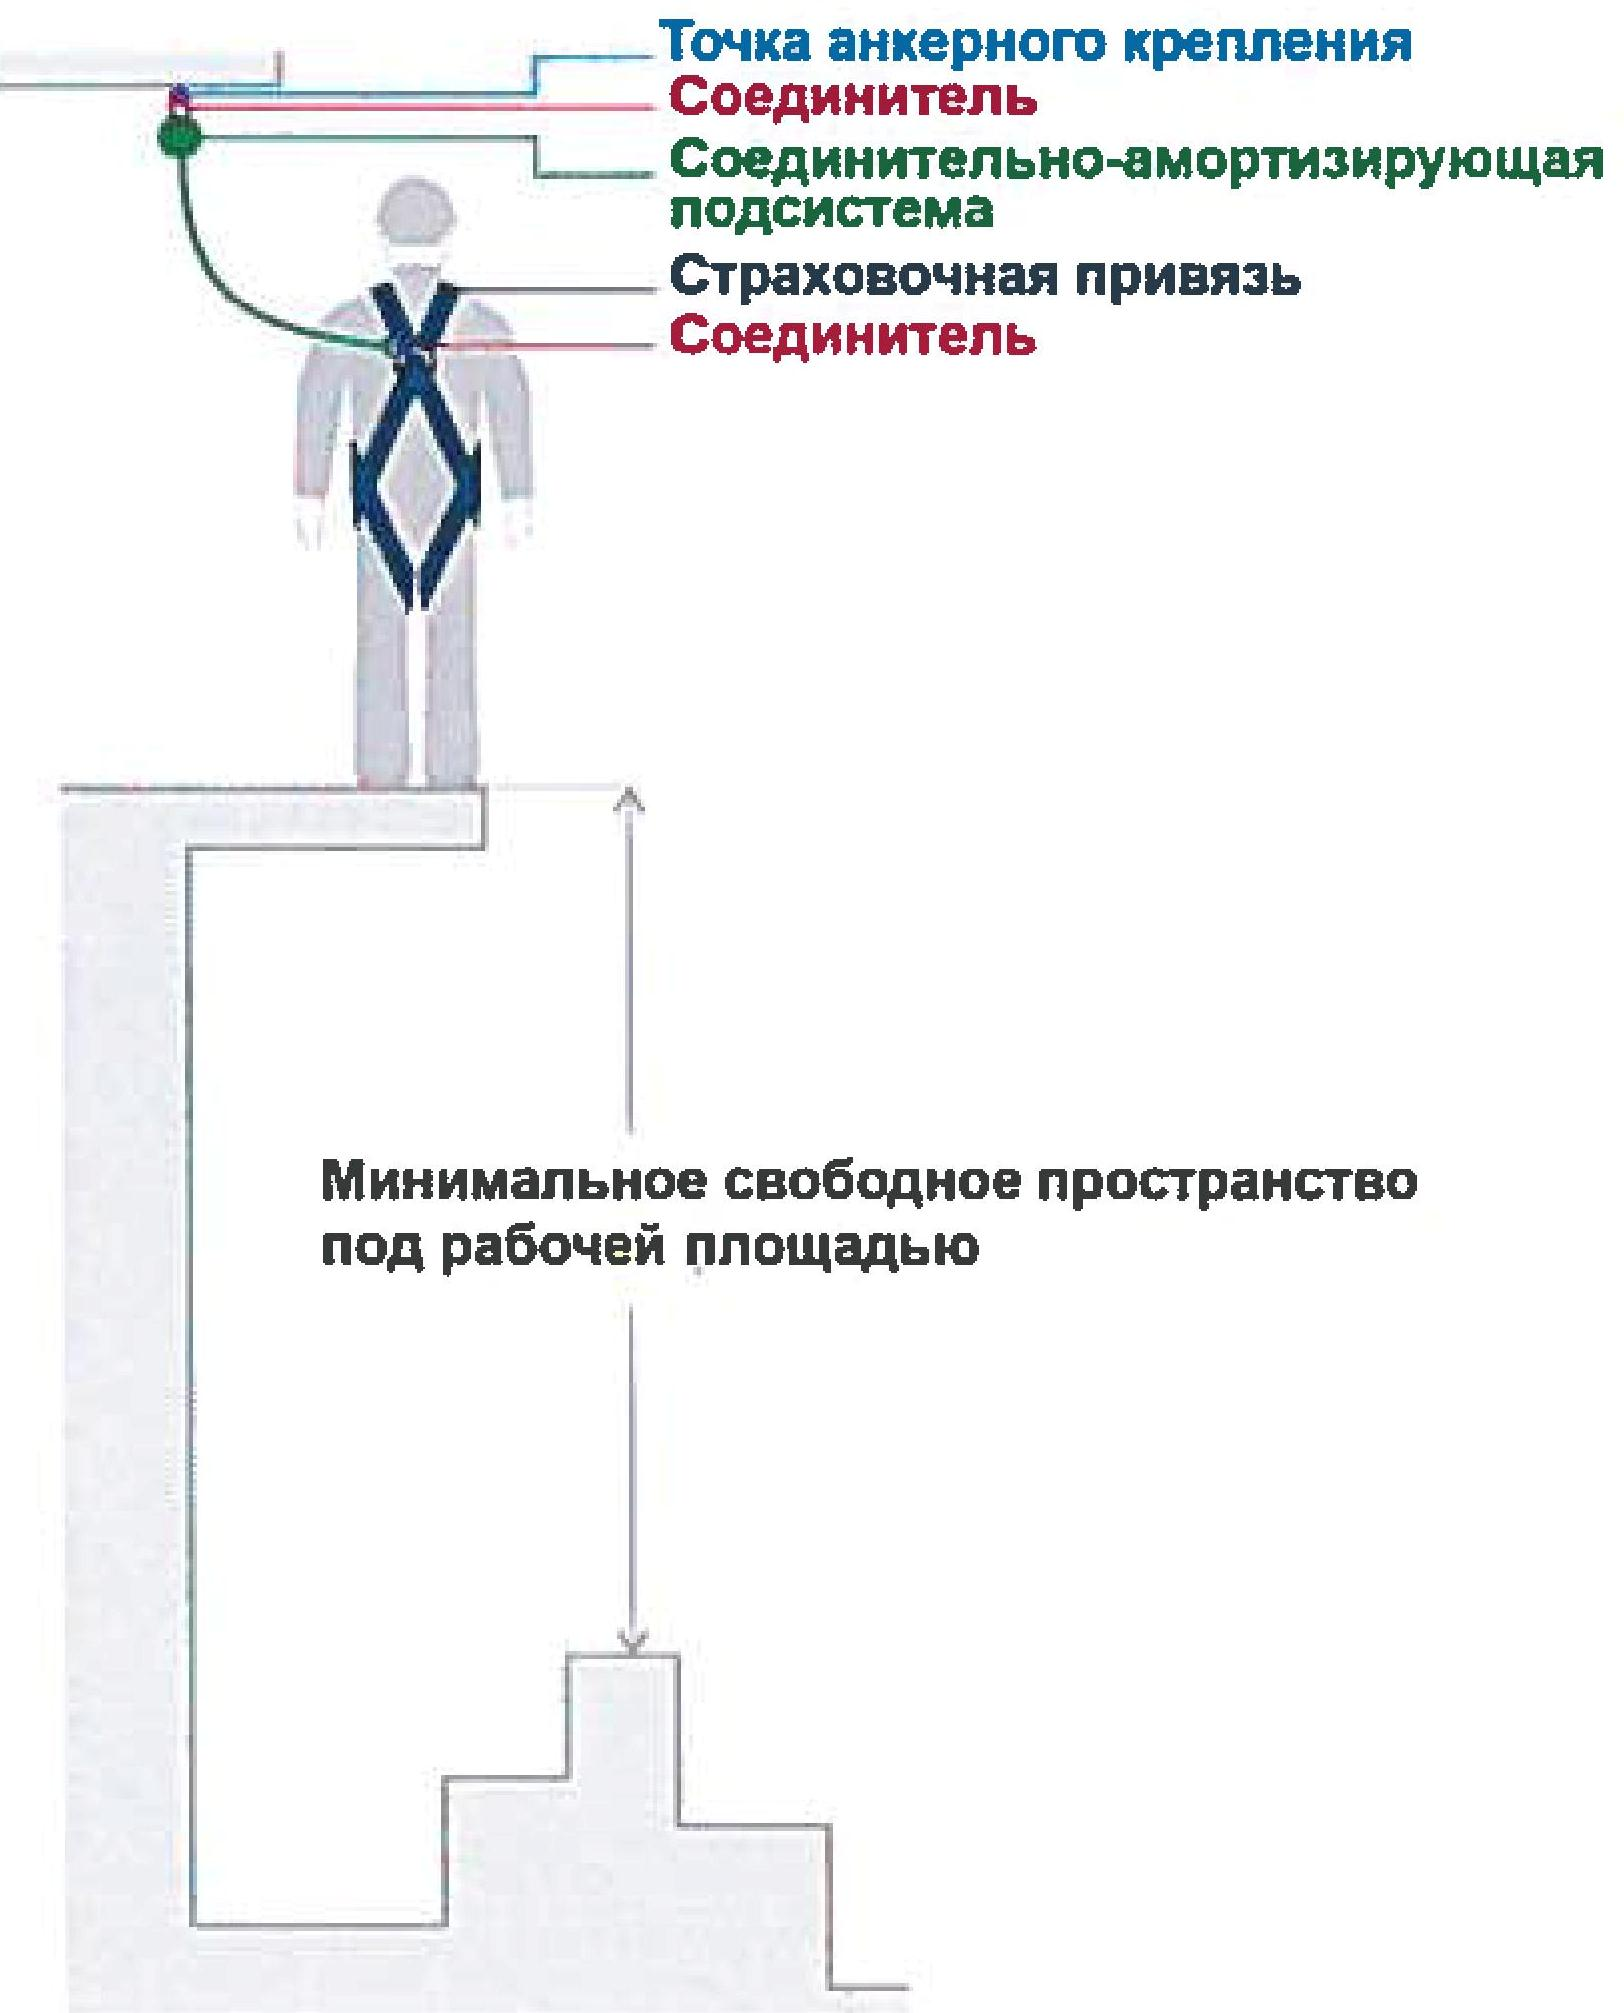 Точка анкерного крепления
Соединитель
Соединительно-амортизирующая
подсистема
Страховочная привязь
Соединитель
Минимальное свободное пространство
под рабочей площадью